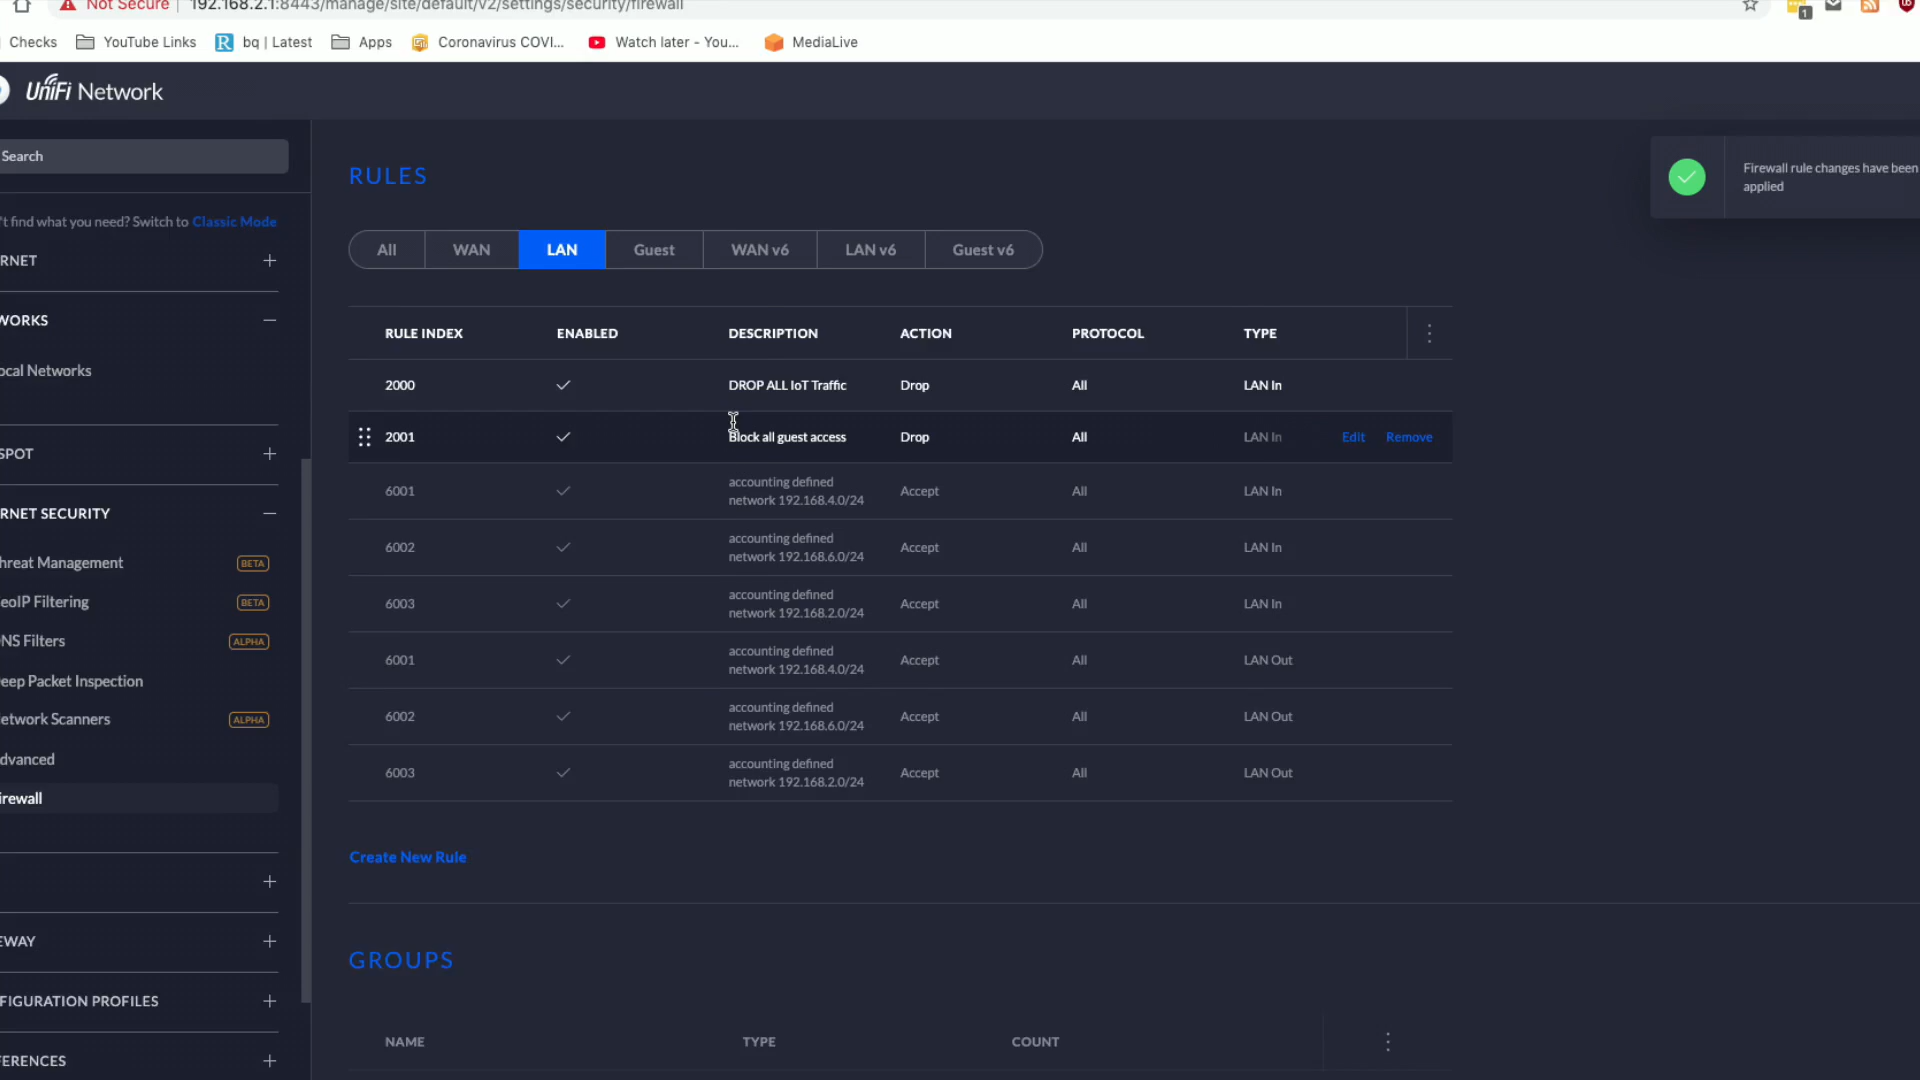 Not Secure 192.168.2.1:8443/manage/site/default/v2/settings/security/firewall
1
Checks YouTube Links bq | Latest Apps Coronavirus COVI... Watch later - You... MediaLive
UniFi Network
Search
't find what you need? Switch to Classic Mode
RNET
WORKS
ocal Networks
SPOT
RNET SECURITY
hreat Management BETA
eoIP Filtering BETA
NS Filters ALPHA
eep Packet Inspection
etwork Scanners ALPHA
dvanced
irewall
EWAY
FIGURATION PROFILES
ERENCES
RULES
All WAN LAN Guest WAN v6 LAN v6 Guest v6
RULE INDEX ENABLED DESCRIPTION ACTION PROTOCOL TYPE
2000 DROP ALL IoT Traffic Drop All LAN In
2001 Block all guest access Drop All LAN In Edit Remove
6001 accounting defined
network 192.168.4.0/24 Accept All LAN In
6002 accounting defined
network 192.168.6.0/24 Accept All LAN In
6003 accounting defined
network 192.168.2.0/24 Accept All LAN In
6001 accounting defined
network 192.168.4.0/24 Accept All LAN Out
6002 accounting defined
network 192.168.6.0/24 Accept All LAN Out
6003 accounting defined
network 192.168.2.0/24 Accept All LAN Out
Create New Rule
GROUPS
NAME TYPE COUNT
Firewall rule changes have been
applied